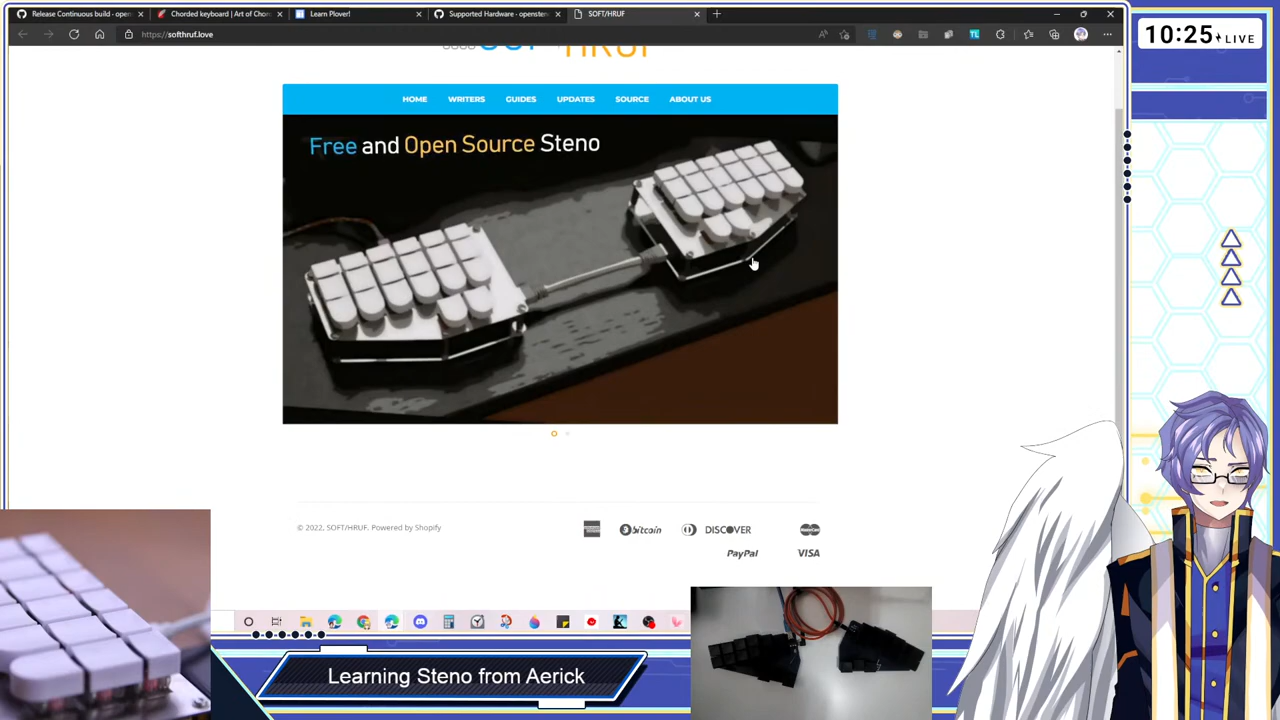 Release Continuous build - open
Chorded keyboard | Art of Chor
Learn Plover!
Supported Hardware - openste
SOFT/HRUF
https://softhruf.love
10:25 LIVE
HOME WRITERS GUIDES UPDATES SOURCE ABOUT US
Free and Open Source Steno
© 2022, SOFT/HRUF. Powered by Shopify
bitcoin DISCOVER
PayPal VISA
Learning Steno from Aerick